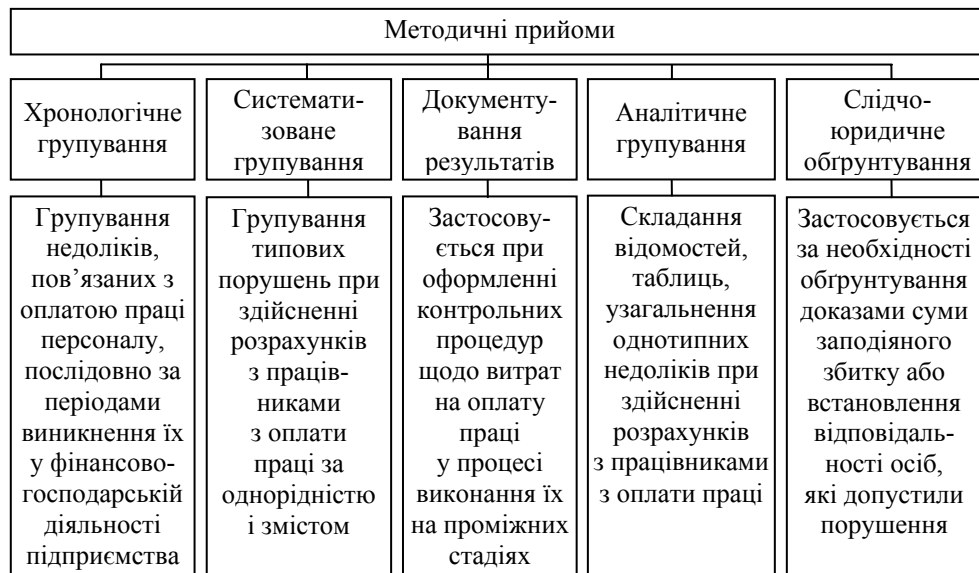 Методичні прийоми
Хронологічне
групування
Системати-
зоване
групування
Документу-
вання
результатів
Аналітичне
групування
Слідчо-
юридичне
обґрунтування
Групування
недоліків,
пов’язаних з
оплатою праці
персоналу,
послідовно за
періодами
виникнення їх
у фінансово-
господарській
діяльності
підприємства
Групування
типових
порушень при
здійсненні
розрахунків
з праців-
никами
з оплати
праці за
однорідністю
і змістом
Застосову-
ється при
оформленні
контрольних
процедур
щодо витрат
на оплату
праці
у процесі
виконання їх
на проміжних
стадіях
Складання
відомостей,
таблиць,
узагальнення
однотипних
недоліків при
здійсненні
розрахунків
з працівниками
з оплати праці
Застосовується
за необхідності
обґрунтування
доказами суми
заподіяного
збитку або
встановлення
відповідаль-
ності осіб,
які допустили
порушення